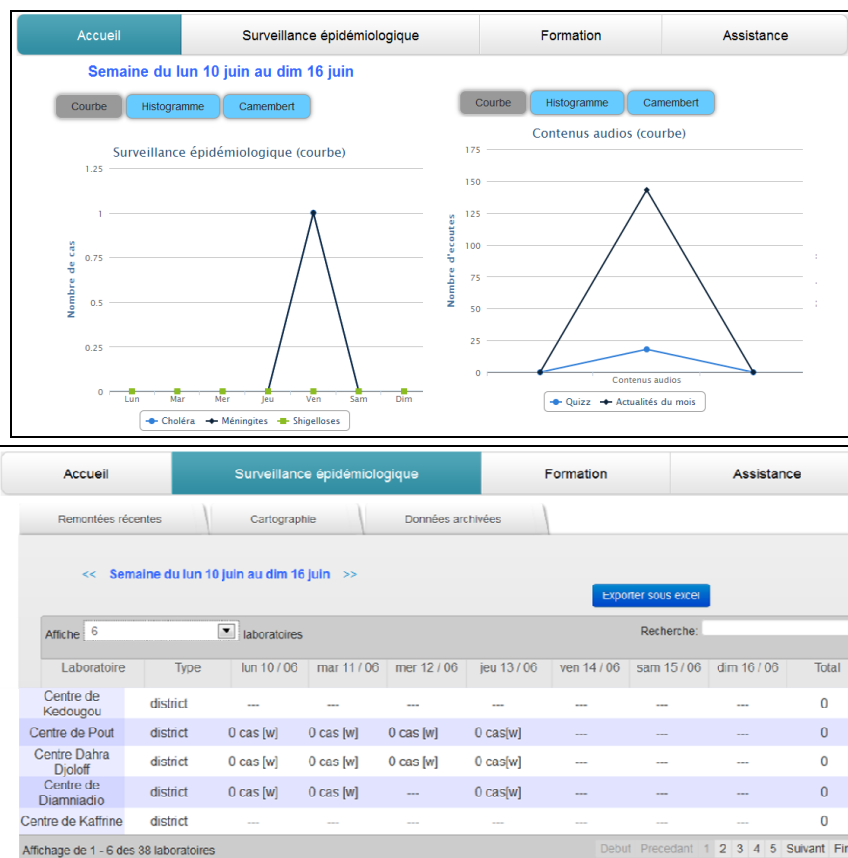 Accueil Surveillance épidémiologique Formation Assistance
Semaine du lun 10 juin au dim 16 juin
Courbe Histogramme Camembert
Surveillance épidémiologique (courbe)
1.25
1
0.75
0.5
0.25
0
Nombre de cas
Lun Mar Mer Jeu Ven Sam Dim
Choléra Méningites Shigelloses
Courbe Histogramme Camembert
Contenus audios (courbe)
175
150
125
100
75
50
25
0
Nombre d'ecoutes
Contenus audios
Quizz Actualités du mois
Accueil Surveillance épidémiologique Formation Assistance
Remontées récentes Cartographie Données archivées
<< Semaine du lun 10 juin au dim 16 juin >>
Exporter sous excel
Affiche 6 laboratoires Recherche:
Laboratoire Type lun 10 / 06 mar 11 / 06 mer 12 / 06 jeu 13 / 06 ven 14 / 06 sam 15 / 06 dim 16 / 06 Total
Centre de
Kedougou district --- --- --- --- --- --- --- 0
Centre de Pout district 0 cas [w] 0 cas [w] 0 cas [w] 0 cas[w] --- --- --- 0
Centre Dahra
Djoloff district 0 cas [w] 0 cas [w] 0 cas [w] 0 cas[w] --- --- --- 0
Centre de
Diamniadio district 0 cas [w] 0 cas [w] --- 0 cas[w] --- --- --- 0
Centre de Kaffrine district --- --- --- --- --- --- --- 0
Affichage de 1 - 6 des 38 laboratoires Debut Precedant 1 2 3 4 5 Suivant Fin